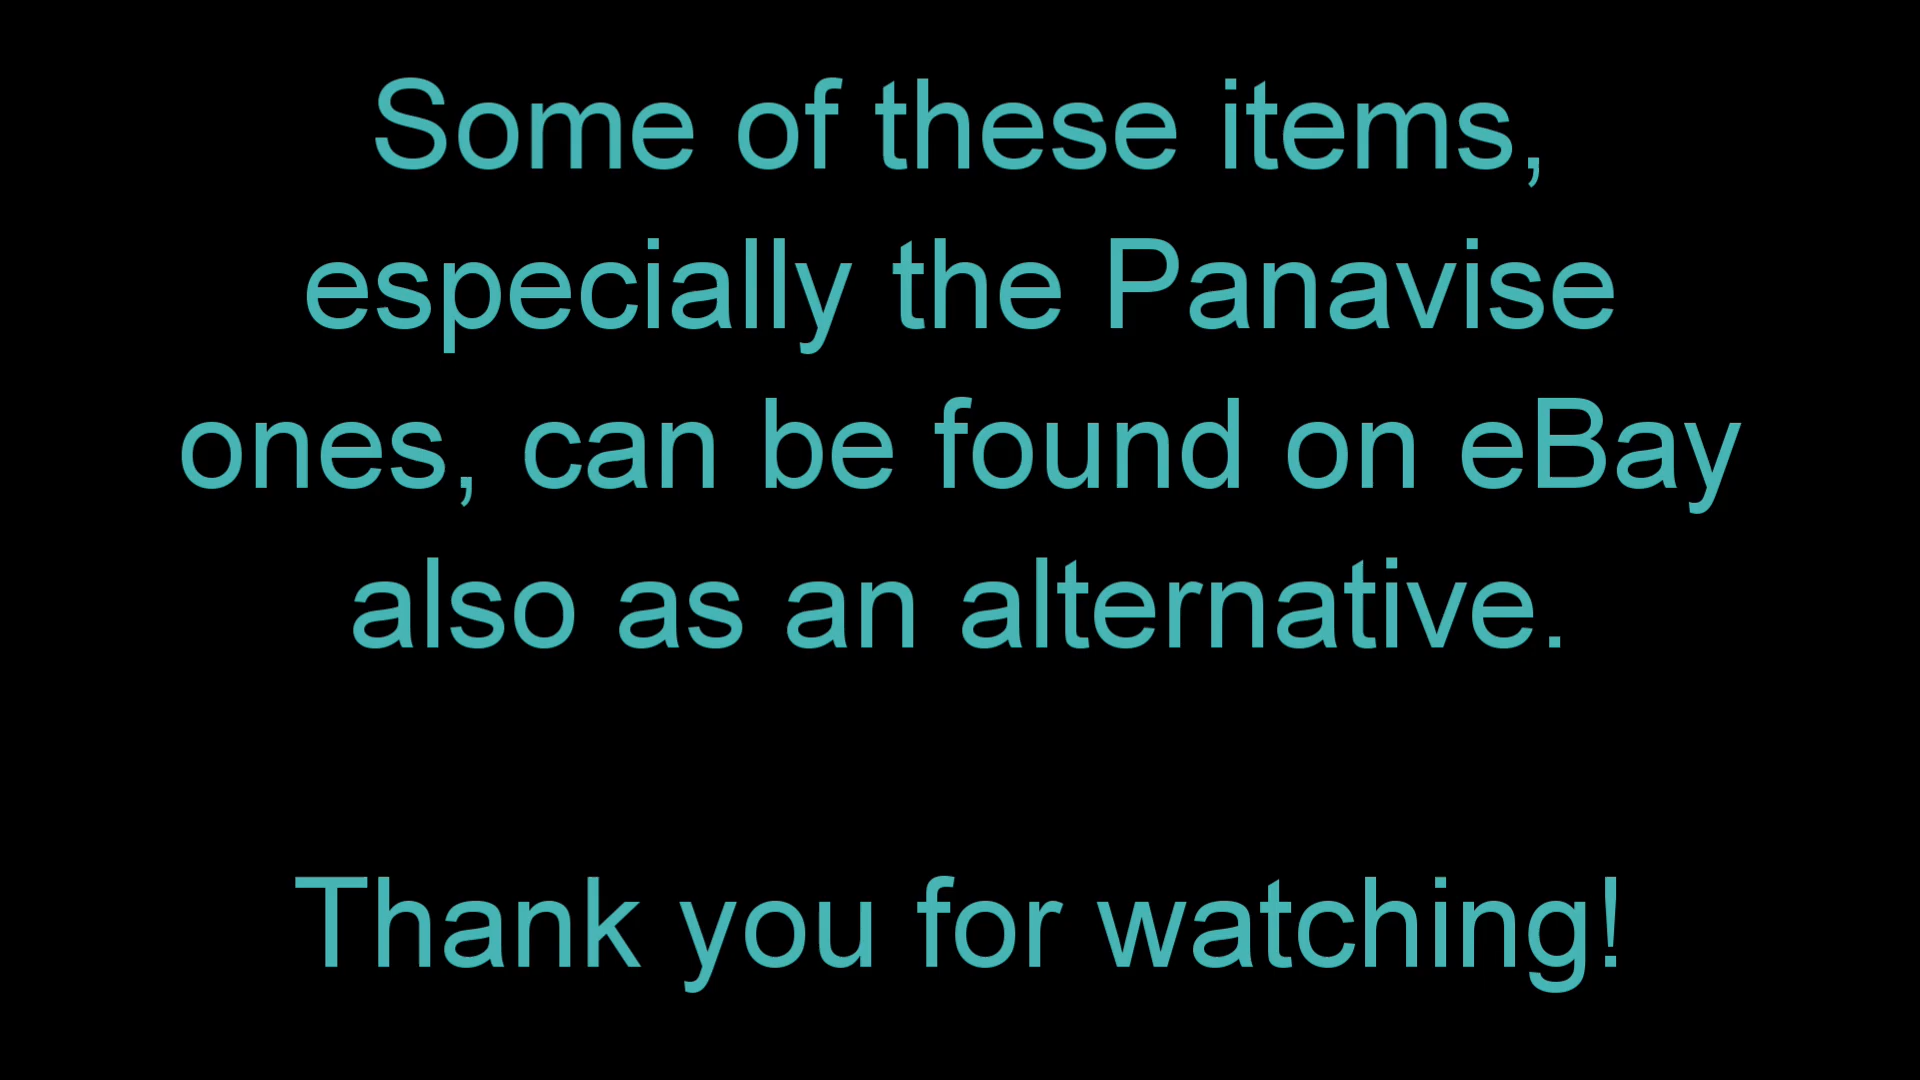 Some of these items,
especially the Panavise
ones, can be found on eBay
also as an alternative.
Thank you for watching!